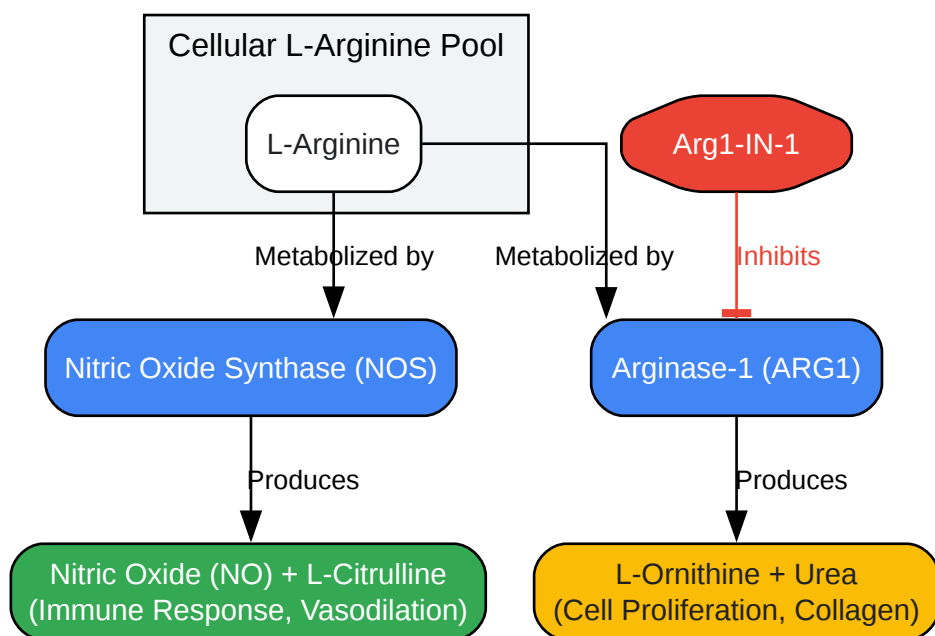 Cellular L-Arginine Pool
L-Arginine
Arg1-IN-1
Metabolized by
Metabolized by
Inhibits
Nitric Oxide Synthase (NOS)
Arginase-1 (ARG1)
Produces
Produces
Nitric Oxide (NO) + L-Citrulline
(Immune Response, Vasodilation)
L-Ornithine + Urea
(Cell Proliferation, Collagen)